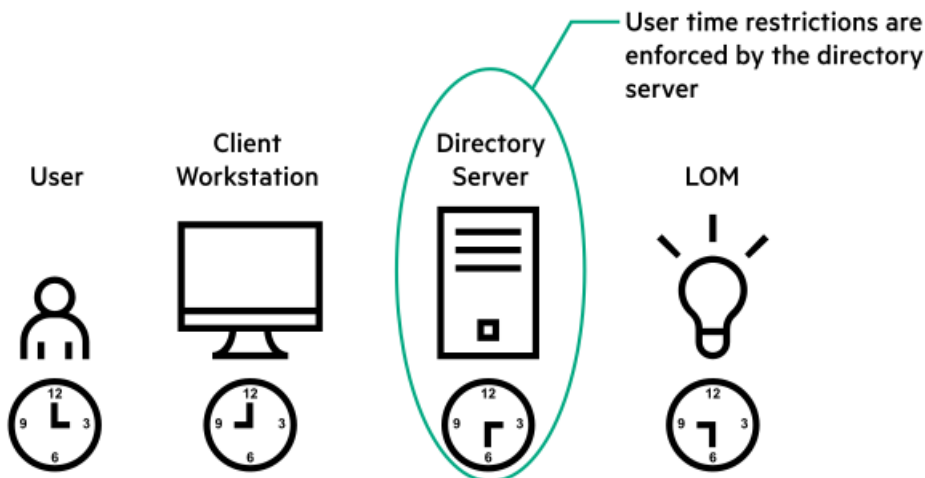 User time restrictions are
enforced by the directory
server
User
Client
Workstation
Directory
Server
LOM
12
9 3
6
12
9 3
6
12
9 3
6
12
9 3
6